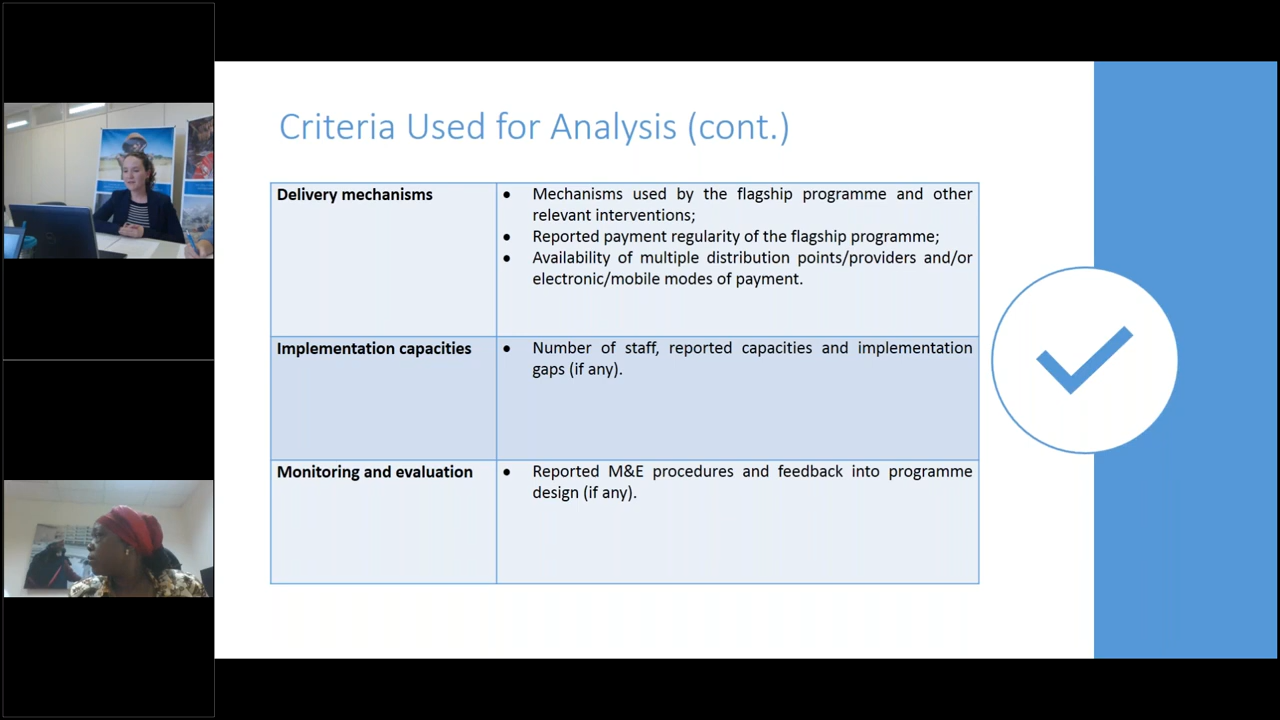 Criteria Used for Analysis (cont.)
Delivery mechanisms
• Mechanisms used by the flagship programme and other
relevant interventions;
• Reported payment regularity of the flagship programme;
• Availability of multiple distribution points/providers and/or
electronic/mobile modes of payment.
Implementation capacities
• Number of staff, reported capacities and implementation
gaps (if any).
Monitoring and evaluation
• Reported M&E procedures and feedback into programme
design (if any).